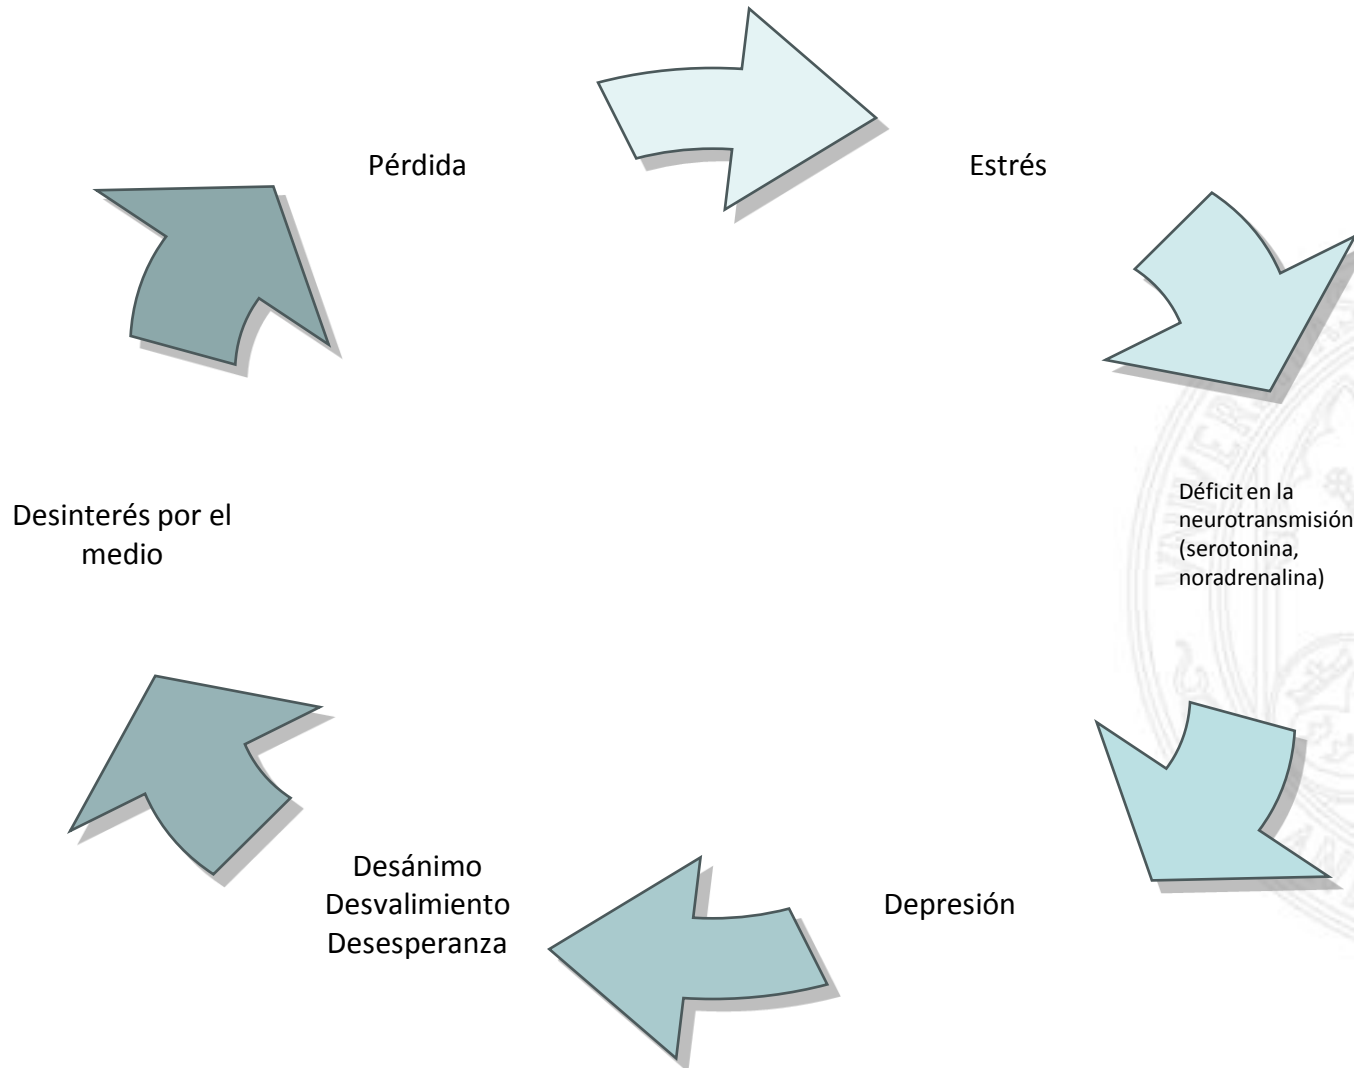 Pérdida
Estrés
Déficit en la
neurotransmisión
(serotonina,
noradrenalina)
Depresión
Desánimo
Desvalimiento
Desesperanza
Desinterés por el
medio